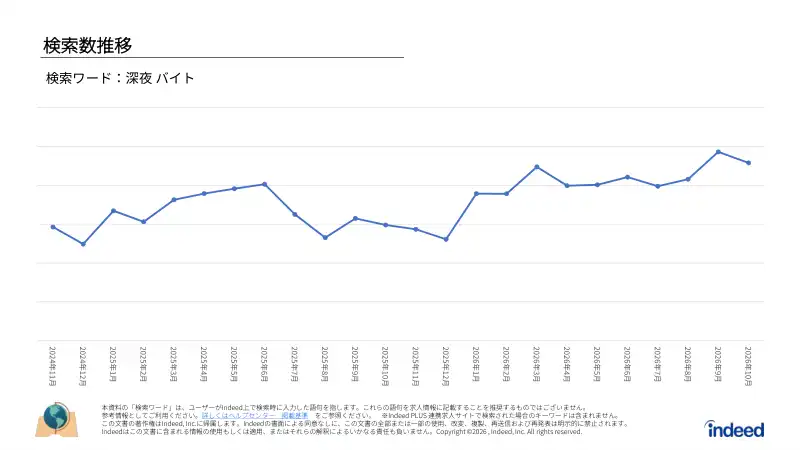 検索数推移
検索ワード：深夜 バイト
2024年11月
2024年12月
2025年1月
2025年2月
2025年3月
2025年4月
2025年5月
2025年6月
2025年7月
2025年8月
2025年9月
2025年10月
2025年11月
2025年12月
2026年1月
2026年2月
2026年3月
2026年4月
2026年5月
2026年6月
2026年7月
2026年8月
2026年9月
2026年10月
本資料の「検索ワード」は、ユーザーがIndeed上で検索時に入力した語句を指します。これらの語句を求人情報に記載することを推奨するものではございません。
参考情報としてご利用ください。詳しくはヘルプセンター 掲載基準 をご参照ください。 ※Indeed PLUS 連携求人サイトで検索された場合のキーワードは含まれません。
この文書の著作権はIndeed, Inc.に帰属します。Indeedの書面による同意なしに、この文書の全部または一部の使用、改変、複製、再送信および再発表は明示的に禁止されます。
Indeedはこの文書に含まれる情報の使用もしくは適用、またはそれらの解釈によるいかなる責任も負いません。Copyright ©2026 , Indeed, Inc. All rights reserved.
indeed